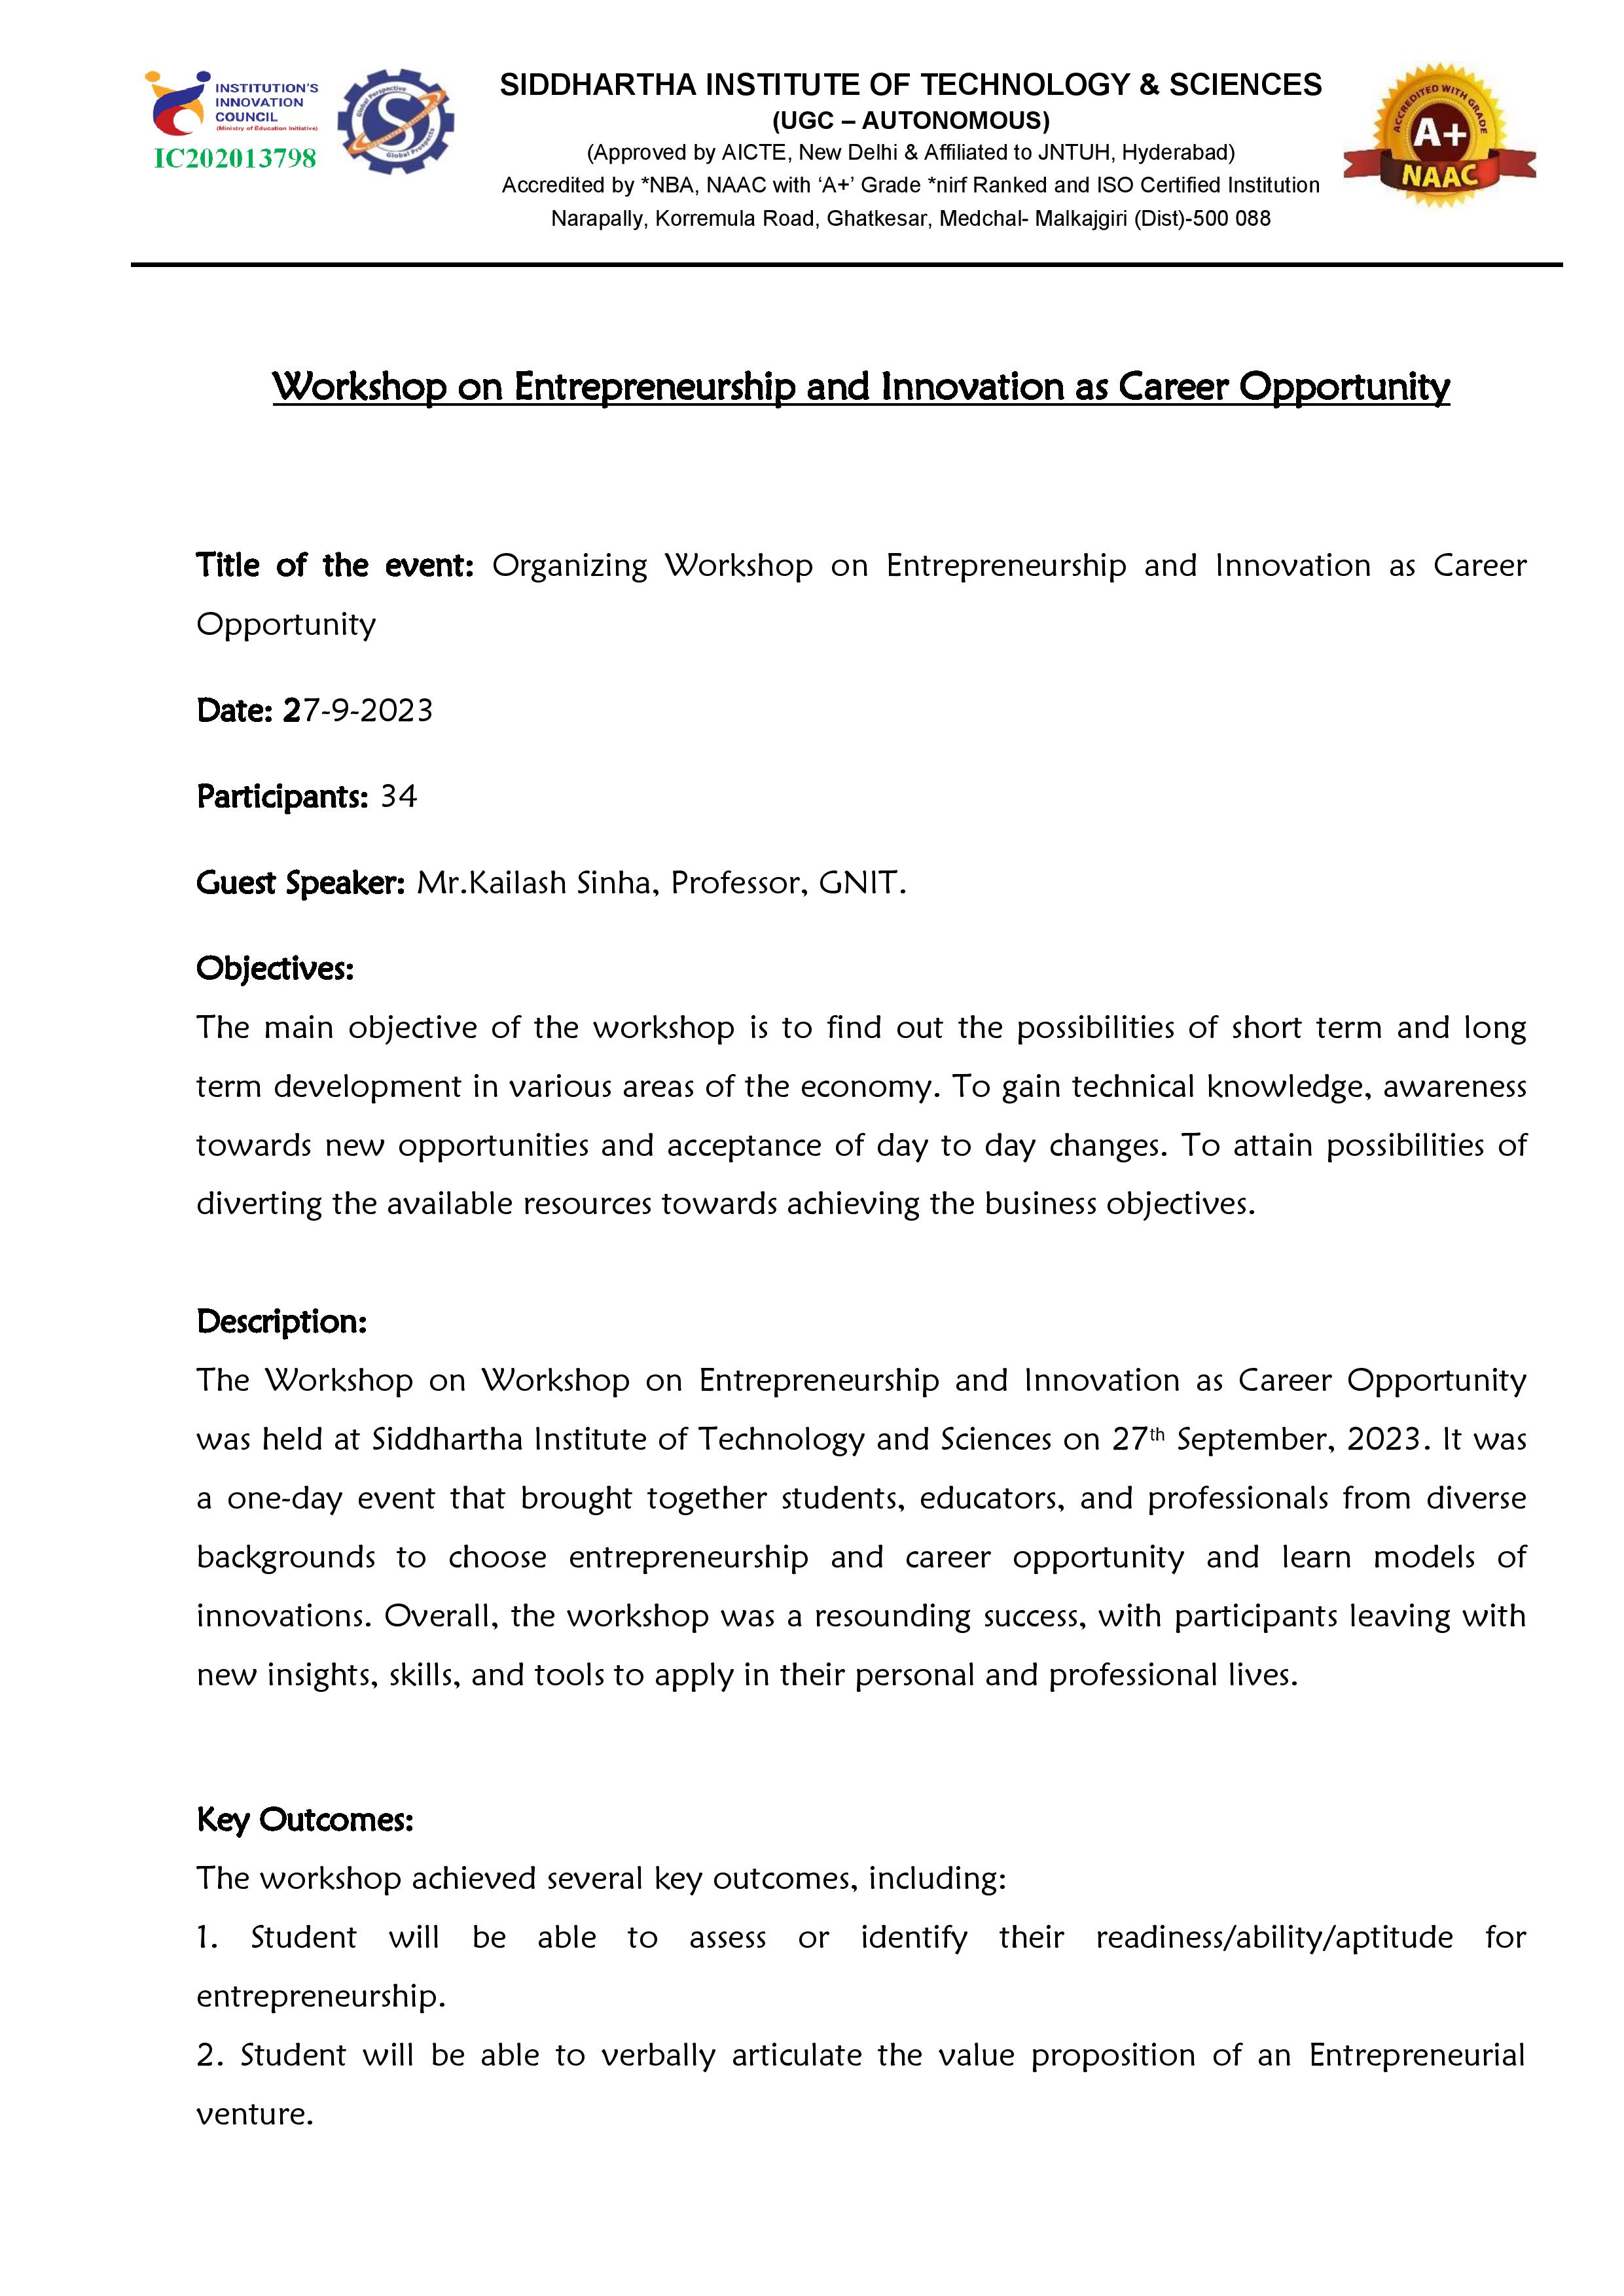 INSTITUTION'S
INNOVATION
COUNCIL
(Ministry of Education Initiative)
IC202013798
Global Perspective
S
Global Prospects
SIDDHARTHA INSTITUTE OF TECHNOLOGY & SCIENCES
(UGC – AUTONOMOUS)
(Approved by AICTE, New Delhi & Affiliated to JNTUH, Hyderabad)
Accredited by *NBA, NAAC with ‘A+’ Grade *nirf Ranked and ISO Certified Institution
Narapally, Korremula Road, Ghatkesar, Medchal- Malkajgiri (Dist)-500 088
ACCREDITED WITH GRADE
A+
NAAC
Workshop on Entrepreneurship and Innovation as Career Opportunity
Title of the event: Organizing Workshop on Entrepreneurship and Innovation as Career
Opportunity
Date: 27-9-2023
Participants: 34
Guest Speaker: Mr.Kailash Sinha, Professor, GNIT.
Objectives:
The main objective of the workshop is to find out the possibilities of short term and long
term development in various areas of the economy. To gain technical knowledge, awareness
towards new opportunities and acceptance of day to day changes. To attain possibilities of
diverting the available resources towards achieving the business objectives.
Description:
The Workshop on Workshop on Entrepreneurship and Innovation as Career Opportunity
was held at Siddhartha Institute of Technology and Sciences on 27th September, 2023. It was
a one-day event that brought together students, educators, and professionals from diverse
backgrounds to choose entrepreneurship and career opportunity and learn models of
innovations. Overall, the workshop was a resounding success, with participants leaving with
new insights, skills, and tools to apply in their personal and professional lives.
Key Outcomes:
The workshop achieved several key outcomes, including:
1. Student will be able to assess or identify their readiness/ability/aptitude for
entrepreneurship.
2. Student will be able to verbally articulate the value proposition of an Entrepreneurial
venture.